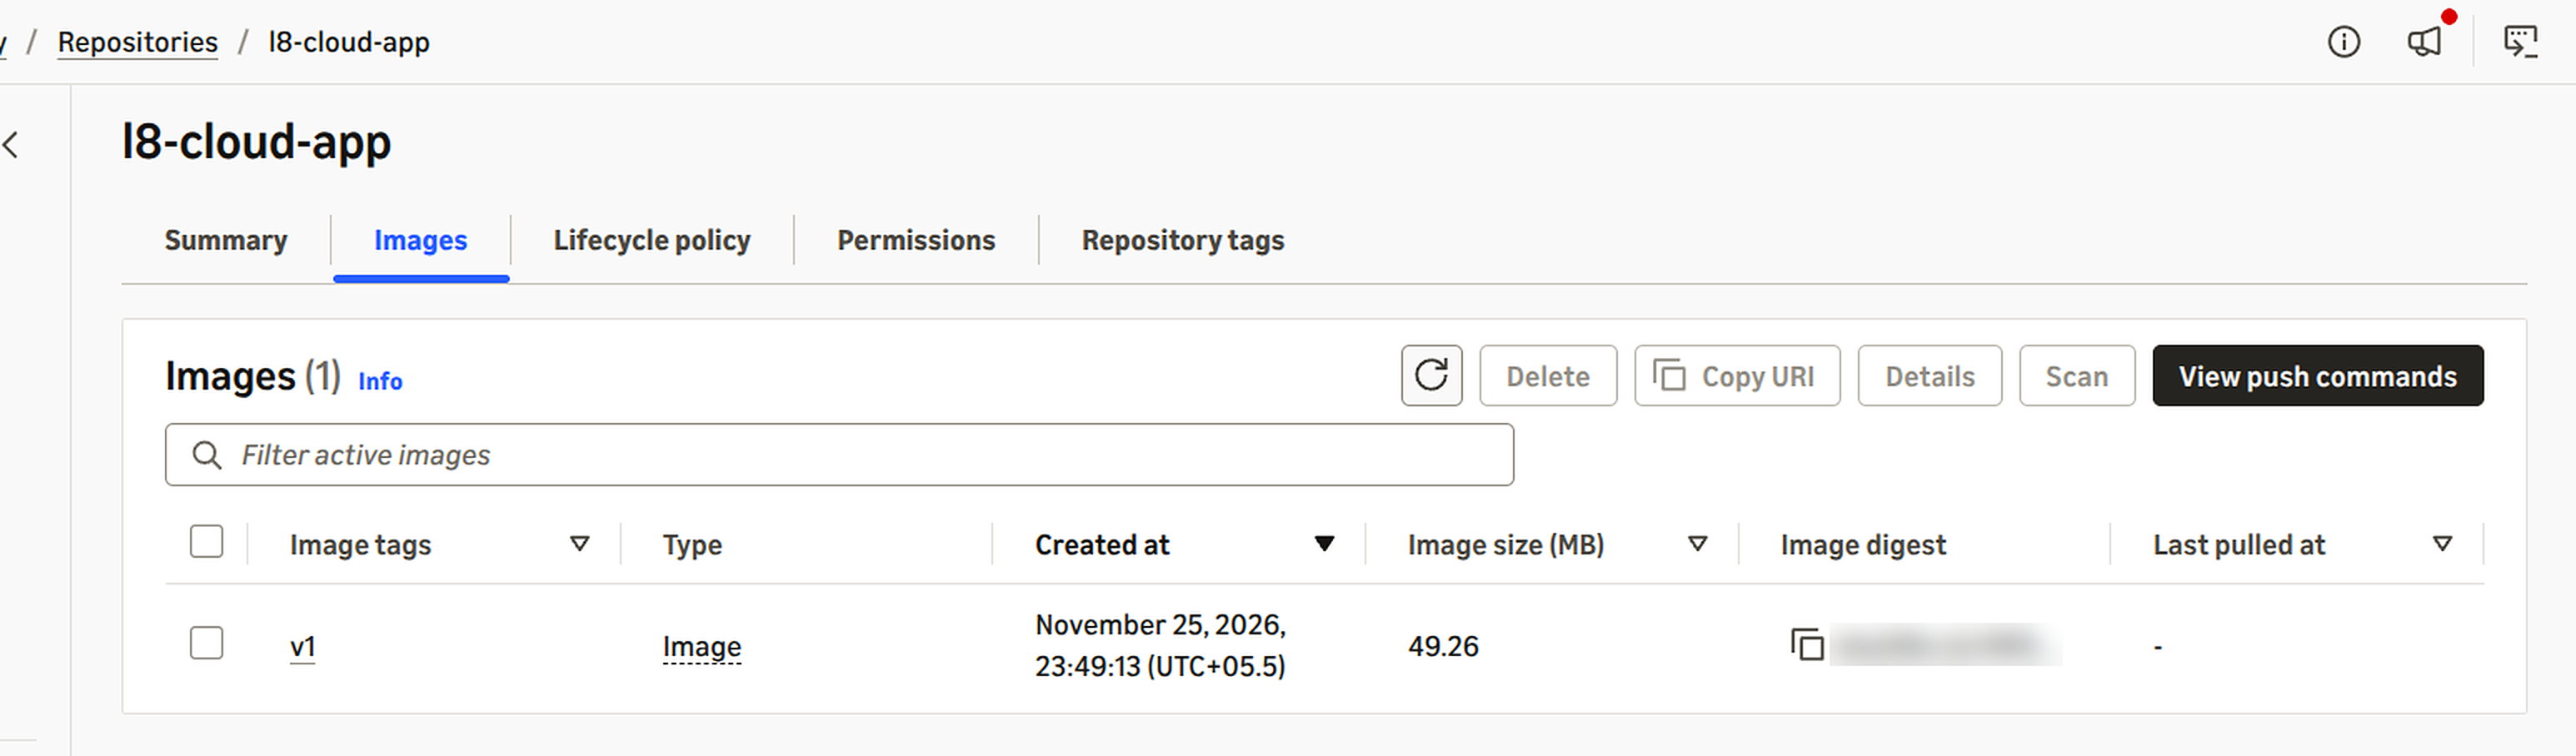 / Repositories / l8-cloud-app
l8-cloud-app
Summary Images Lifecycle policy Permissions Repository tags
Images (1) Info Delete Copy URI Details Scan View push commands
Filter active images
Image tags Type Created at Image size (MB) Image digest Last pulled at
v1 Image November 25, 2026, 49.26 -
23:49:13 (UTC+05.5)